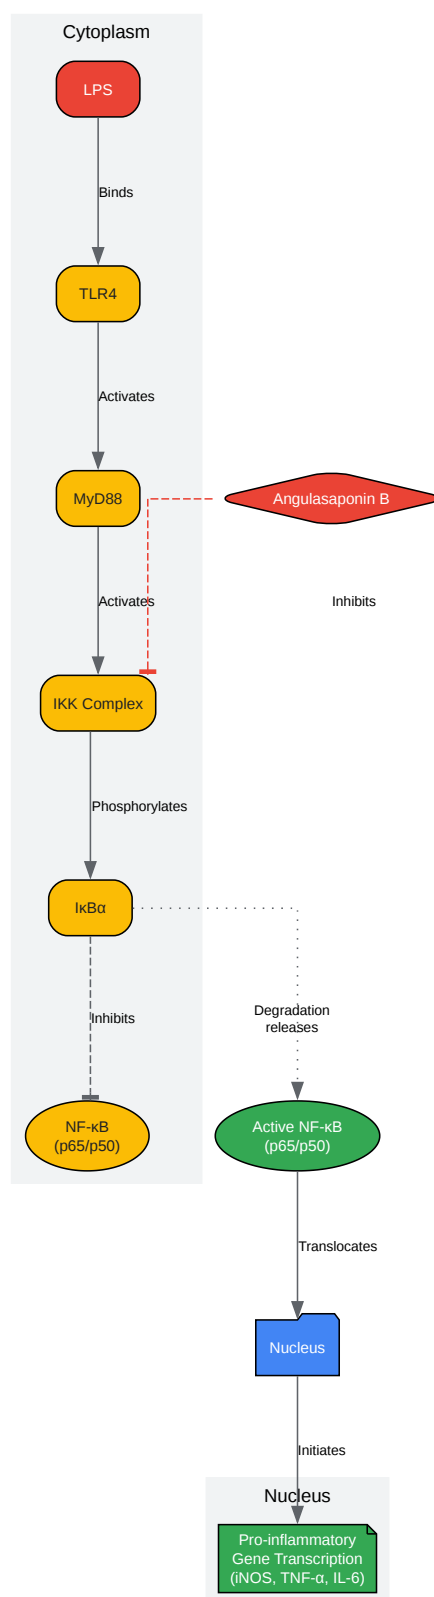 Cytoplasm
LPS
Binds
TLR4
Activates
MyD88
Angulasaponin B
Activates
Inhibits
IKK Complex
Phosphorylates
IκBα
Degradation
releases
Inhibits
NF-κB
(p65/p50)
Active NF-κB
(p65/p50)
Translocates
Nucleus
Initiates
Nucleus
Pro-inflammatory
Gene Transcription
(iNOS, TNF-α, IL-6)